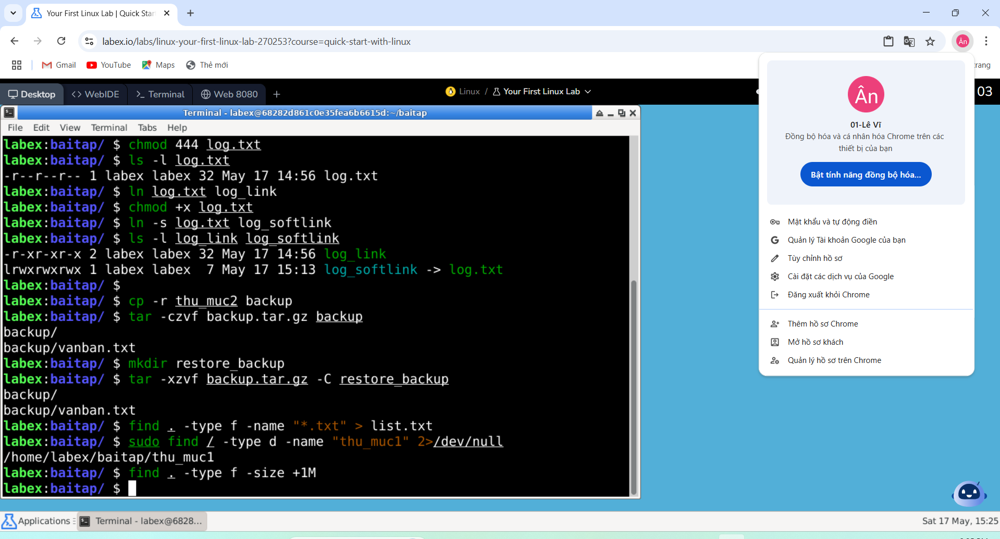 Your First Linux Lab | Quick Star
labex.io/labs/linux-your-first-linux-lab-270253?course=quick-start-with-linux
Ân
Gmail YouTube Maps Thẻ mới
trang
Desktop WebIDE Terminal Web 8080
Linux / Your First Linux Lab
03
Terminal - labex@68282d861c0e35fea6b6615d:~/baitap
File Edit View Terminal Tabs Help
labex:baitap/ $ chmod 444 log.txt
labex:baitap/ $ ls -l log.txt
-r--r--r-- 1 labex labex 32 May 17 14:56 log.txt
labex:baitap/ $ ln log.txt log_link
labex:baitap/ $ chmod +x log.txt
labex:baitap/ $ ln -s log.txt log_softlink
labex:baitap/ $ ls -l log_link log_softlink
-r-xr-xr-x 2 labex labex 32 May 17 14:56 log_link
lrwxrwxrwx 1 labex labex  7 May 17 15:13 log_softlink -> log.txt
labex:baitap/ $
labex:baitap/ $ cp -r thu_muc2 backup
labex:baitap/ $ tar -czvf backup.tar.gz backup
backup/
backup/vanban.txt
labex:baitap/ $ mkdir restore_backup
labex:baitap/ $ tar -xzvf backup.tar.gz -C restore_backup
backup/
backup/vanban.txt
labex:baitap/ $ find . -type f -name "*.txt" > list.txt
labex:baitap/ $ sudo find / -type d -name "thu_muc1" 2>/dev/null
/home/labex/baitap/thu_muc1
labex:baitap/ $ find . -type f -size +1M
labex:baitap/ $
Ân
01-Lê Vĩ
Đồng bộ hóa và cá nhân hóa Chrome trên các
thiết bị của bạn
Bật tính năng đồng bộ hóa...
Mật khẩu và tự động điền
Quản lý Tài khoản Google của bạn
Tùy chỉnh hồ sơ
Cài đặt các dịch vụ của Google
Đăng xuất khỏi Chrome
Thêm hồ sơ Chrome
Mở hồ sơ khách
Quản lý hồ sơ trên Chrome
Applications
Terminal - labex@6828...
Sat 17 May, 15:25